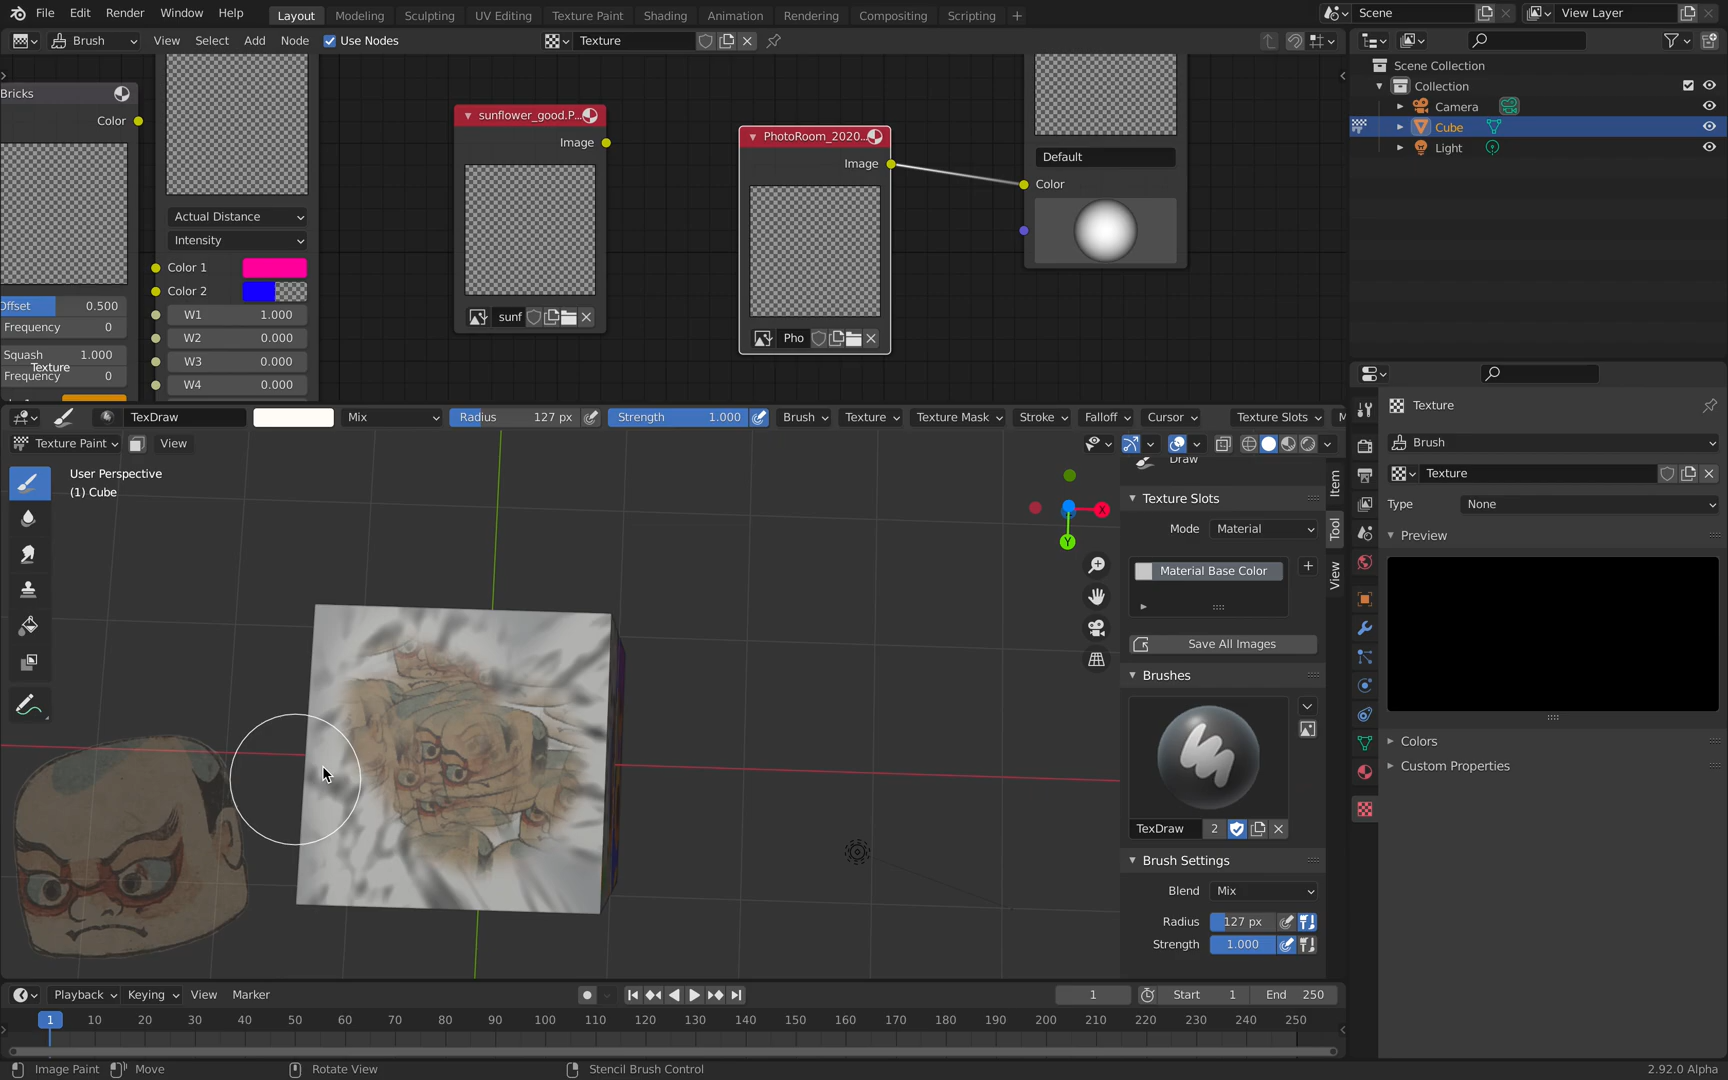 File Edit Render Window Help Layout Modeling Sculpting UV Editing Texture Paint Shading Animation Rendering Compositing Scripting + Scene View Layer
Brush View Select Add Node Use Nodes Texture
Scene Collection
Collection
Camera
Cube
Light
Bricks
Color
Offset 0.500
Frequency 0
Squash 1.000
Texture
Frequency 0
Actual Distance
Intensity
Color 1
Color 2
W1 1.000
W2 0.000
W3 0.000
W4 0.000
sunflower_good.P...
Image
sunf
PhotoRoom_2020...
Image
Pho
Default
Color
TexDraw Mix Radius 127 px Strength 1.000 Brush Texture Texture Mask Stroke Falloff Cursor Texture Slots M
Texture Paint View
User Perspective
(1) Cube
X
Y
Item
Tool
View
Draw
Texture Slots
Mode Material
Material Base Color
Save All Images
Brushes
TexDraw 2
Brush Settings
Blend Mix
Radius 127 px
Strength 1.000
Texture
Brush
Texture
Type None
Preview
Colors
Custom Properties
Playback Keying View Marker 1 Start 1 End 250
1 10 20 30 40 50 60 70 80 90 100 110 120 130 140 150 160 170 180 190 200 210 220 230 240 250
Image Paint Move Rotate View Stencil Brush Control 2.92.0 Alpha